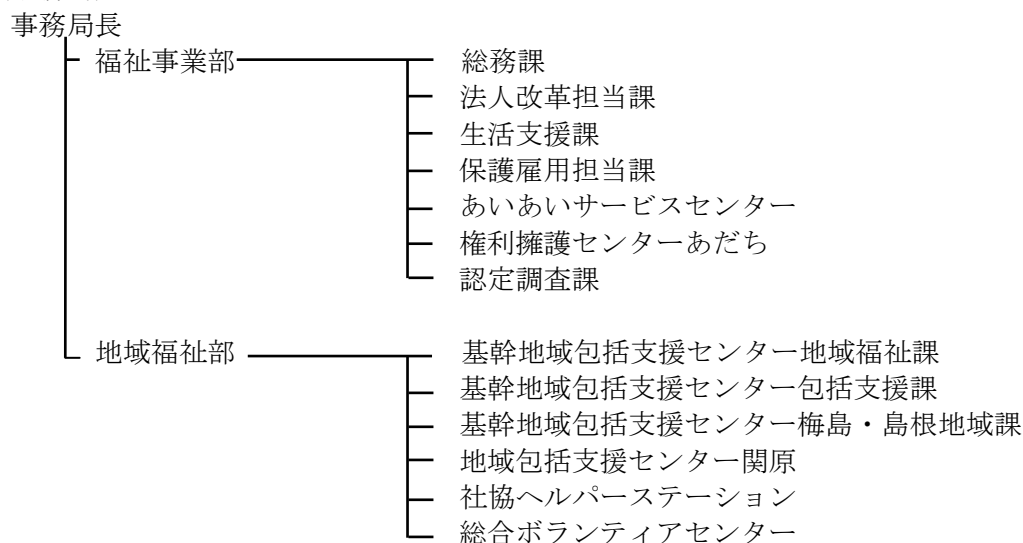 事務局長
福祉事業部 総務課
法人改革担当課
生活支援課
保護雇用担当課
あいあいサービスセンター
権利擁護センターあだち
認定調査課
地域福祉部 基幹地域包括支援センター地域福祉課
基幹地域包括支援センター包括支援課
基幹地域包括支援センター梅島・島根地域課
地域包括支援センター関原
社協ヘルパーステーション
総合ボランティアセンター